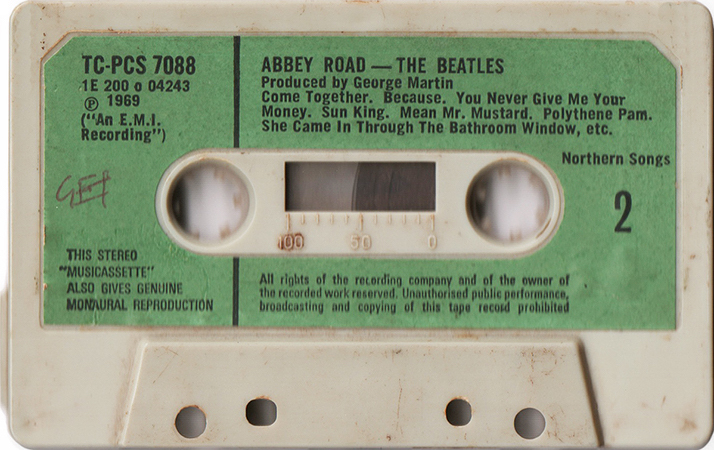 TC-PCS 7088
1E 200 o 04243
℗ 1969
("An E.M.I.
Recording")
ABBEY ROAD — THE BEATLES
Produced by George Martin
Come Together. Because. You Never Give Me Your
Money. Sun King. Mean Mr. Mustard. Polythene Pam.
She Came In Through The Bathroom Window, etc.
Northern Songs
2
100 50 0
THIS STEREO
"MUSICASSETTE"
ALSO GIVES GENUINE
MONAURAL REPRODUCTION
All rights of the recording company and of the owner of
the recorded work reserved. Unauthorised public performance,
broadcasting and copying of this tape record prohibited